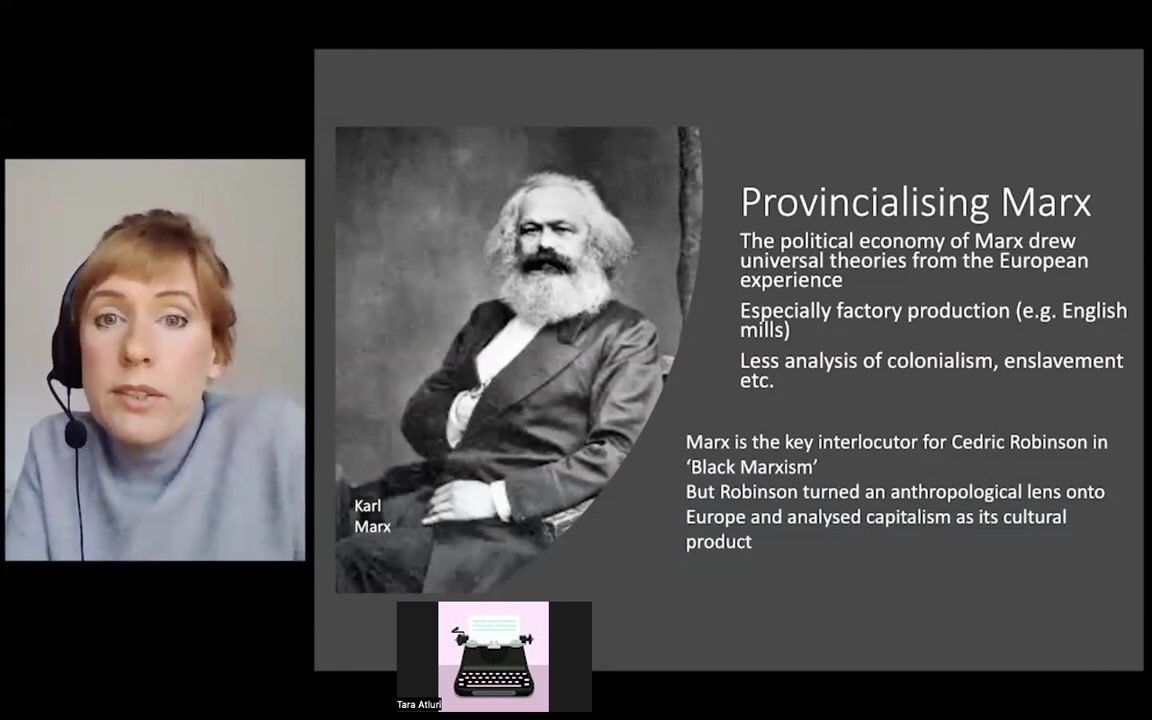 Provincialising Marx
The political economy of Marx drew
universal theories from the European
experience
Especially factory production (e.g. English
mills)
Less analysis of colonialism, enslavement
etc.
Marx is the key interlocutor for Cedric Robinson in
‘Black Marxism’
But Robinson turned an anthropological lens onto
Europe and analysed capitalism as its cultural
product
Karl
Marx
Tara Atluri